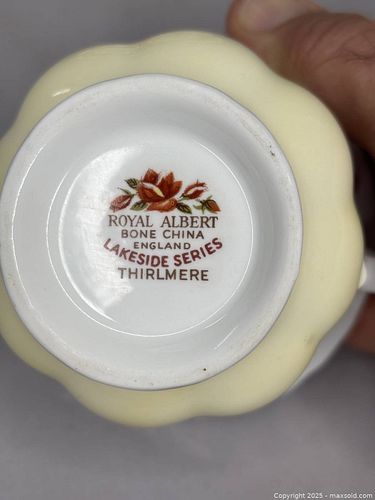 ROYAL ALBERT
BONE CHINA
ENGLAND
LAKESIDE SERIES
THIRLMERE
Copyright 2025 - maxsold.com